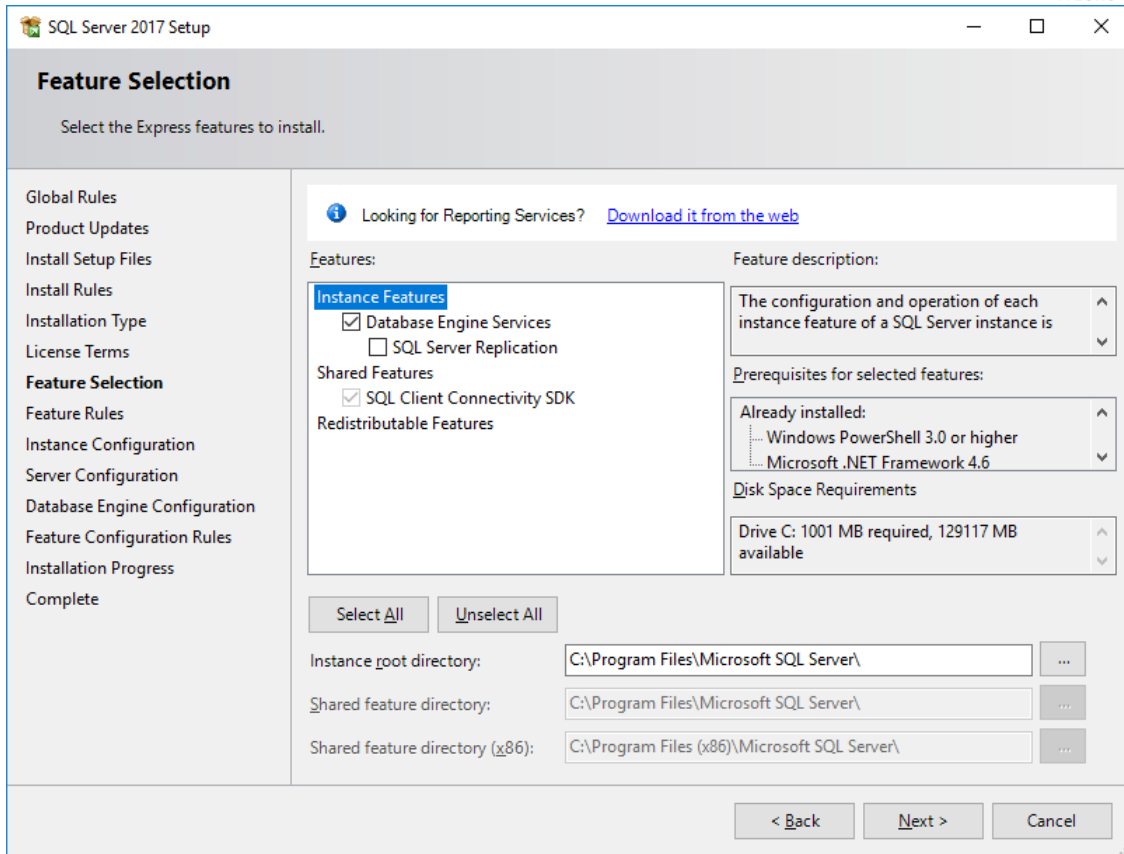 SQL Server 2017 Setup
Feature Selection
Select the Express features to install.
Global Rules
Product Updates
Install Setup Files
Install Rules
Installation Type
License Terms
Feature Selection
Feature Rules
Instance Configuration
Server Configuration
Database Engine Configuration
Feature Configuration Rules
Installation Progress
Complete
Looking for Reporting Services? Download it from the web
Features:
Instance Features
Database Engine Services
SQL Server Replication
Shared Features
SQL Client Connectivity SDK
Redistributable Features
Feature description:
The configuration and operation of each
instance feature of a SQL Server instance is
Prerequisites for selected features:
Already installed:
Windows PowerShell 3.0 or higher
Microsoft .NET Framework 4.6
Disk Space Requirements
Drive C: 1001 MB required, 129117 MB
available
Select All
Unselect All
Instance root directory:
C:\Program Files\Microsoft SQL Server\
...
Shared feature directory:
C:\Program Files\Microsoft SQL Server\
...
Shared feature directory (x86):
C:\Program Files (x86)\Microsoft SQL Server\
...
< Back
Next >
Cancel